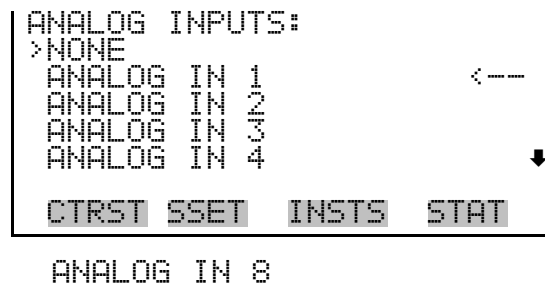 ANALOG INPUTS:
>NONE
ANALOG IN 1 <--
ANALOG IN 2
ANALOG IN 3
ANALOG IN 4
CTRST SSET INSTS STAT
ANALOG IN 8